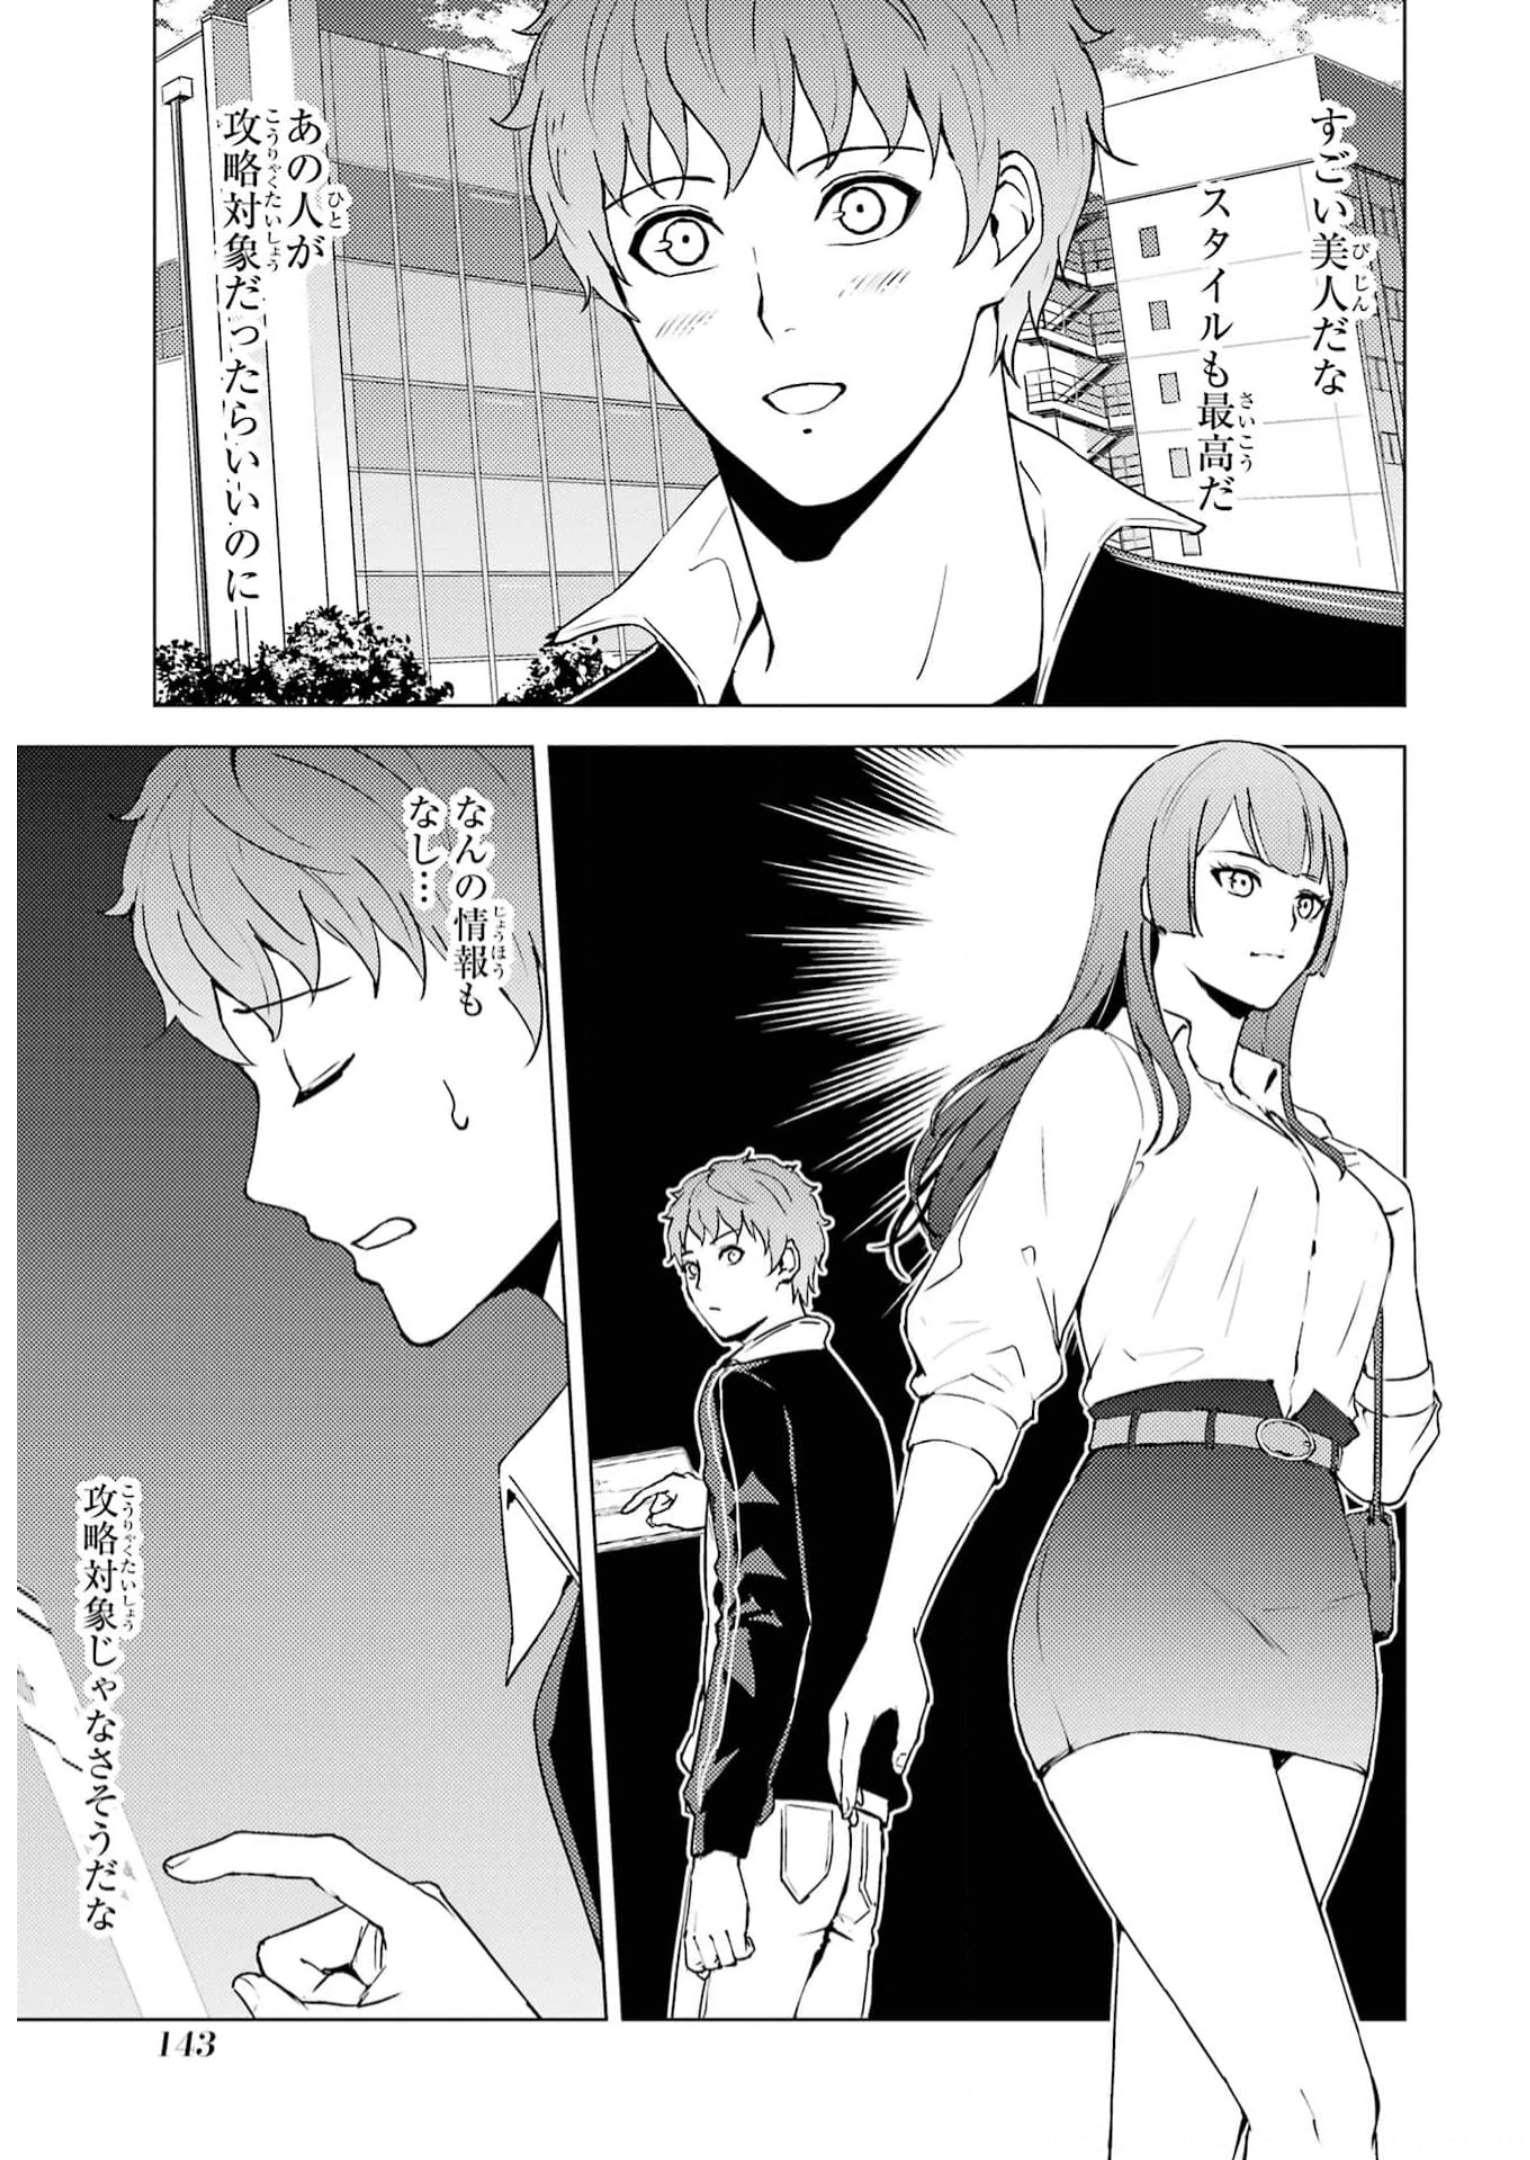 すごい美人だな
スタイルも最高だ
あの人が
攻略対象だったらいいのに
なんの情報も
なし…
攻略対象じゃなさそうだな
143